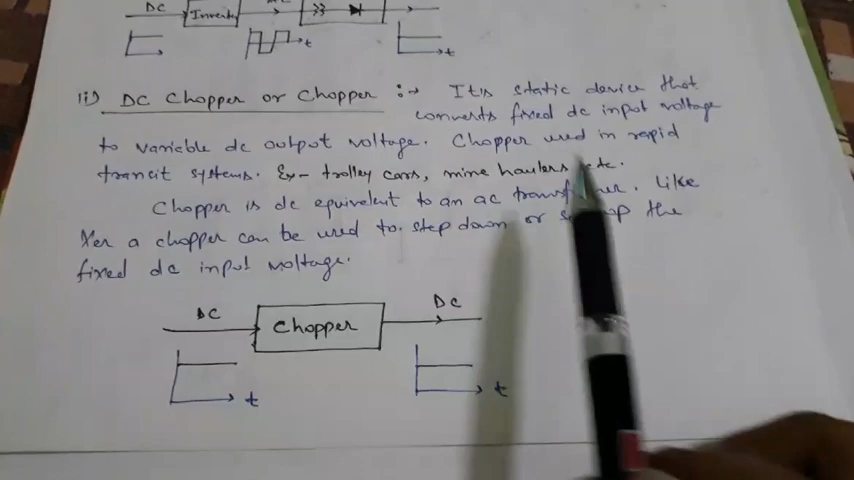 DC
Inverte
t
t
ii) DC Chopper or Chopper :→ It is static device that
converts fixed dc input voltage
to variable dc output voltage. Chopper used in rapid
transit systems. Ex- trolley cars, mine haulers etc.
Chopper is dc equivalent to an ac transformer. Like
Xer a chopper can be used to step down or up the
fixed dc input voltage.
DC Chopper DC
t t